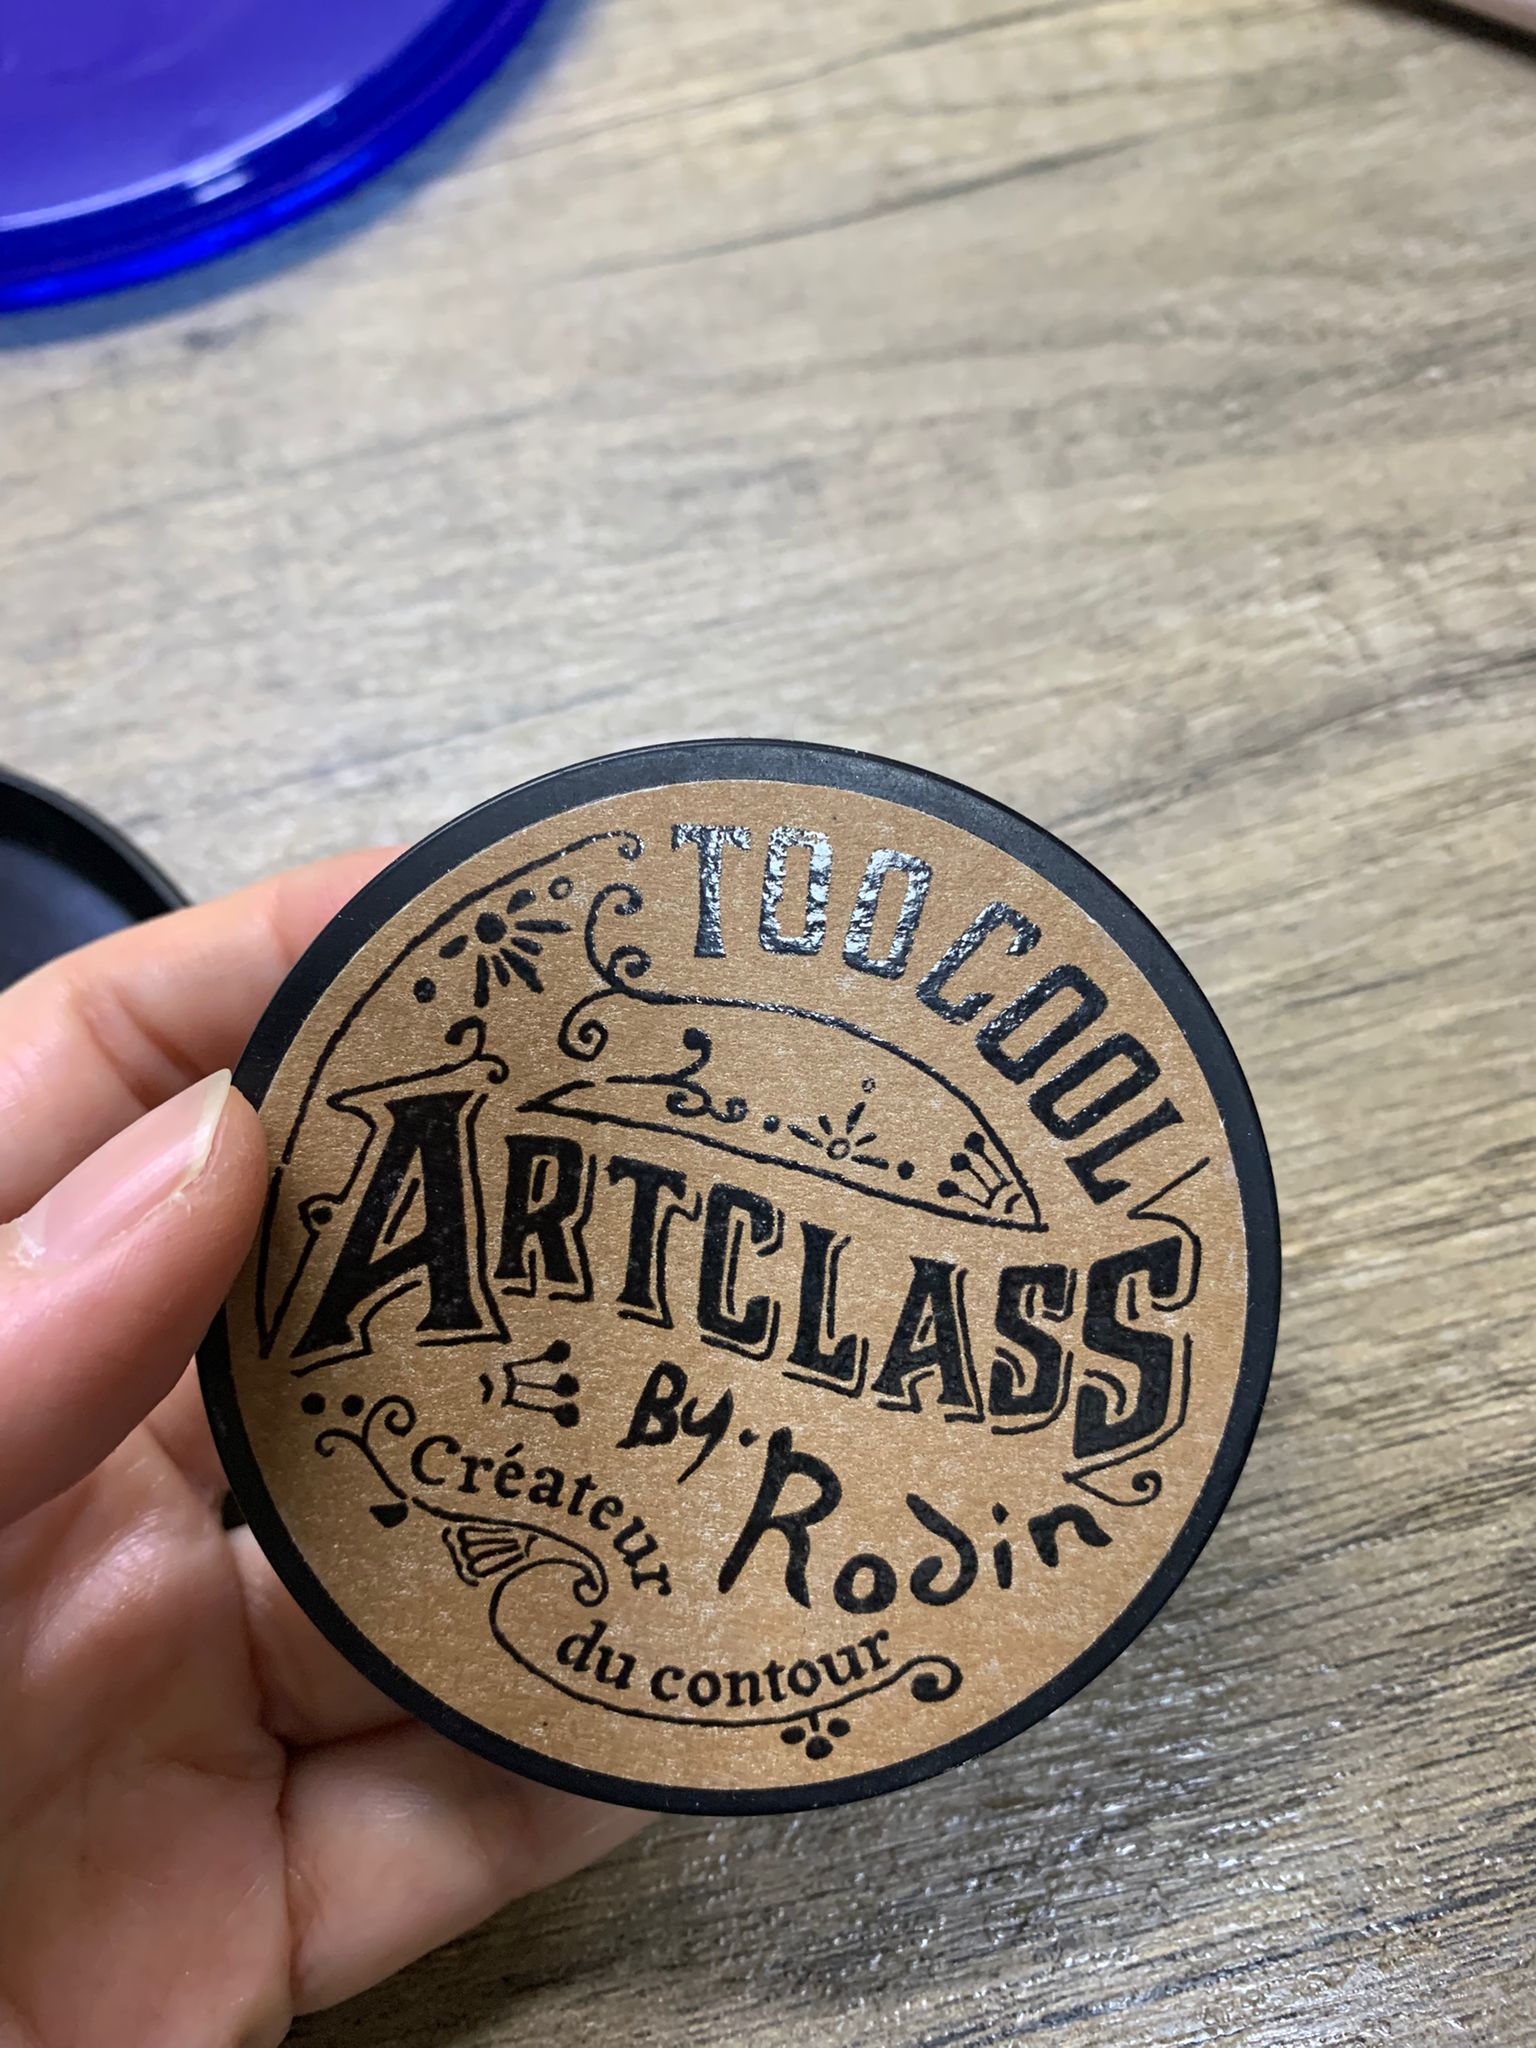 TOO COOL
ARTCLASS
By. Rodin
Créateur
du contour